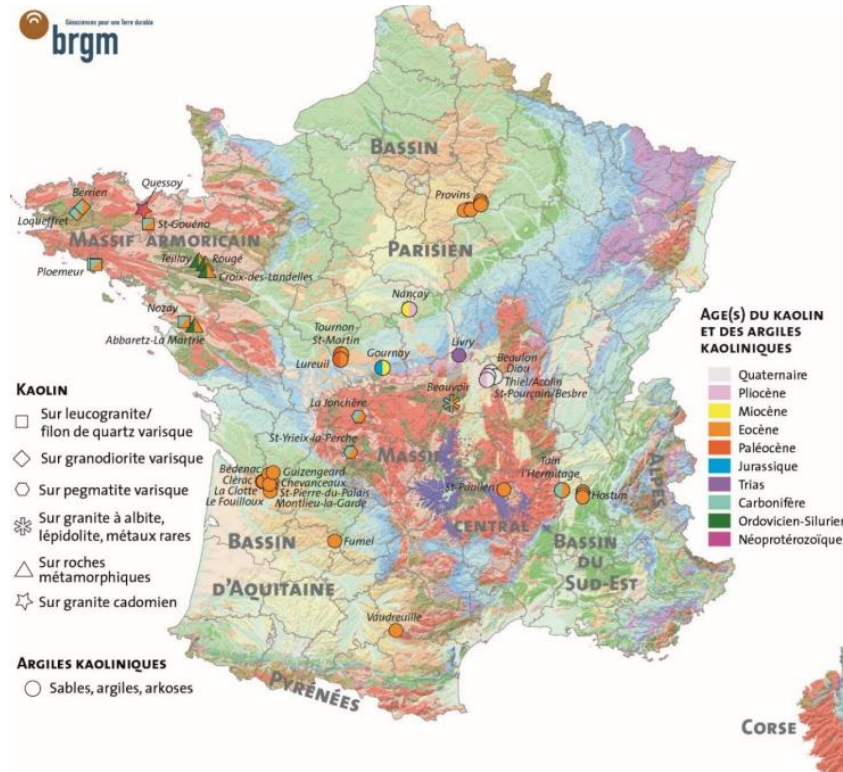 Géosciences pour une Terre durable
brgm
BASSIN
PARISIEN
Provins
Quessoy
Berrien
Loqueffret
St-Gouéno
MASSIF ARMORICAIN
Teillay
Rougé
Croix-des-Landelles
Ploemeur
Nozay
Abbaretz-La Martrie
Nançay
Tournon-
St-Martin
Lureuil
Gournay
Livry
Beaulon
Diou
Thiel/Acolin
St-Pourçain/Besbre
Beauvoir
La Jonchère
St-Yrieix-la-Perche
MASSIF
CENTRAL
St-Paulien
Tain
l'Hermitage
Hostun
ALPES
Bédenac
Clérac
La Clotte
Le Fouilloux
Guizengeard
Chevanceaux
St-Pierre-du-Palais
Montlieu-la-Garde
BASSIN
D'AQUITAINE
Fumel
BASSIN
DU
SUD-EST
Vaudreuille
PYRÉNÉES
CORSE
KAOLIN
Sur leucogranite/
filon de quartz varisque
Sur granodiorite varisque
Sur pegmatite varisque
Sur granite à albite,
lépidolite, métaux rares
Sur roches
métamorphiques
Sur granite cadomien
ARGILES KAOLINIQUES
Sables, argiles, arkoses
AGE(S) DU KAOLIN
ET DES ARGILES
KAOLINIQUES
Quaternaire
Pliocène
Miocène
Eocène
Paléocène
Jurassique
Trias
Carbonifère
Ordovicien-Silurien
Néoprotérozoïque